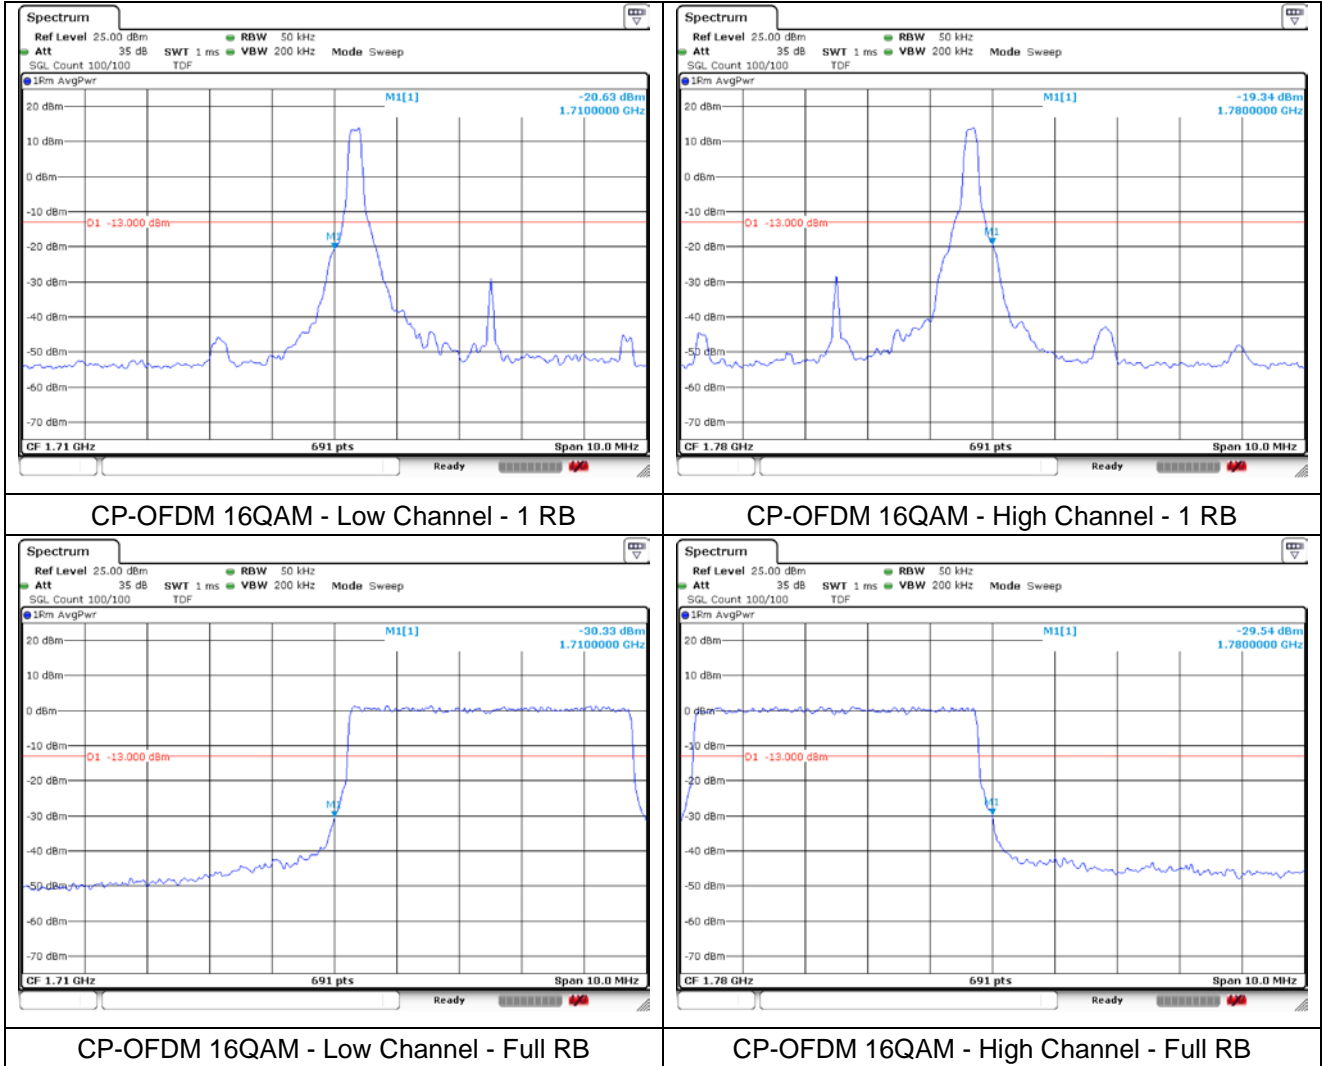 Spectrum
Ref Level 25.00 dBm RBW 50 kHz
Att 35 dB SWT 1 ms VBW 200 kHz Mode Sweep
SGL Count 100/100 TDF
1Rm AvgPwr
M1[1] -20.63 dBm
1.7100000 GHz
20 dBm
10 dBm
0 dBm
-10 dBm
D1 -13.000 dBm
M1
-20 dBm
-30 dBm
-40 dBm
-50 dBm
-60 dBm
-70 dBm
CF 1.71 GHz 691 pts Span 10.0 MHz
Ready
CP-OFDM 16QAM - Low Channel - 1 RB
Spectrum
Ref Level 25.00 dBm RBW 50 kHz
Att 35 dB SWT 1 ms VBW 200 kHz Mode Sweep
SGL Count 100/100 TDF
1Rm AvgPwr
M1[1] -19.34 dBm
1.7800000 GHz
20 dBm
10 dBm
0 dBm
-10 dBm
D1 -13.000 dBm
M1
-20 dBm
-30 dBm
-40 dBm
-50 dBm
-60 dBm
-70 dBm
CF 1.78 GHz 691 pts Span 10.0 MHz
Ready
CP-OFDM 16QAM - High Channel - 1 RB
Spectrum
Ref Level 25.00 dBm RBW 50 kHz
Att 35 dB SWT 1 ms VBW 200 kHz Mode Sweep
SGL Count 100/100 TDF
1Rm AvgPwr
M1[1] -30.33 dBm
1.7100000 GHz
20 dBm
10 dBm
0 dBm
-10 dBm
D1 -13.000 dBm
-20 dBm
M1
-30 dBm
-40 dBm
-50 dBm
-60 dBm
-70 dBm
CF 1.71 GHz 691 pts Span 10.0 MHz
Ready
CP-OFDM 16QAM - Low Channel - Full RB
Spectrum
Ref Level 25.00 dBm RBW 50 kHz
Att 35 dB SWT 1 ms VBW 200 kHz Mode Sweep
SGL Count 100/100 TDF
1Rm AvgPwr
M1[1] -29.54 dBm
1.7800000 GHz
20 dBm
10 dBm
0 dBm
-10 dBm
D1 -13.000 dBm
-20 dBm
M1
-30 dBm
-40 dBm
-50 dBm
-60 dBm
-70 dBm
CF 1.78 GHz 691 pts Span 10.0 MHz
Ready
CP-OFDM 16QAM - High Channel - Full RB